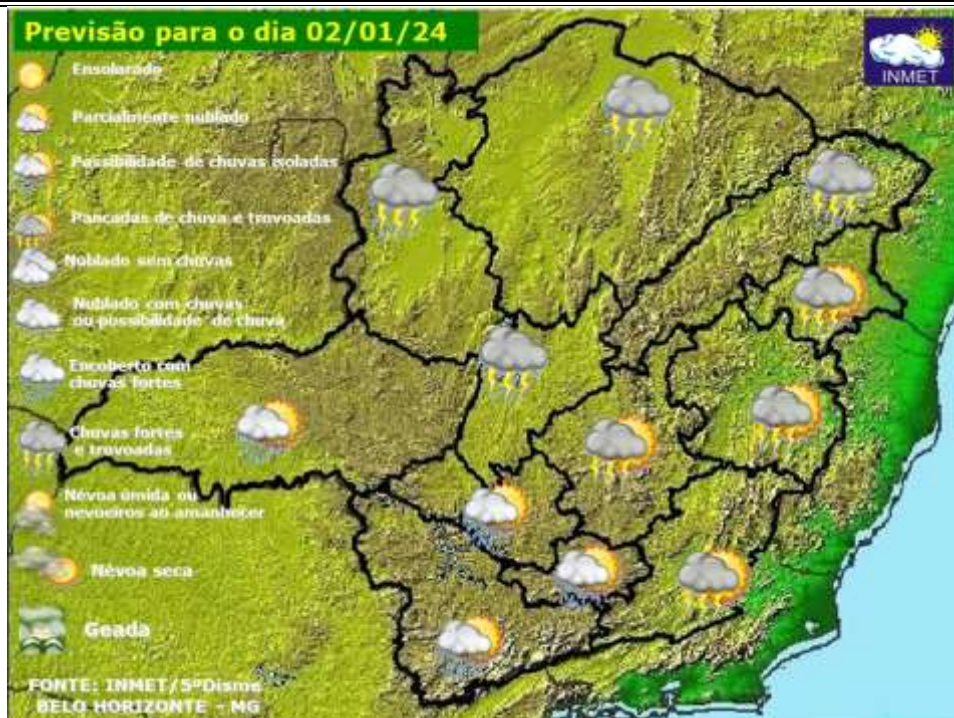 Previsão para o dia 02/01/24
INMET
Ensolarado
Parcialmente nublado
Possibilidade de chuvas isoladas
Pancadas de chuva e trovoadas
Nublado sem chuvas
Nublado com chuvas
ou possibilidade de chuva
Encoberto com
chuvas fortes
Chuvas fortes
e trovoadas
Névoa úmida ou
nevoeiros ao amanhecer
Névoa seca
Geada
FONTE: INMET/5ºDisme
BELO HORIZONTE - MG